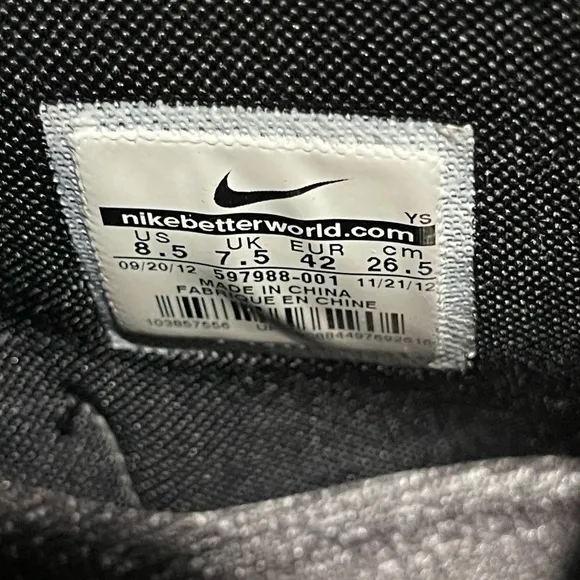 nikebetterworld.com YS
US UK EUR cm
8.5 7.5 42 26.5
09/20/12 597988-001 11/21/12
MADE IN CHINA
FABRIQUE EN CHINE
103857556